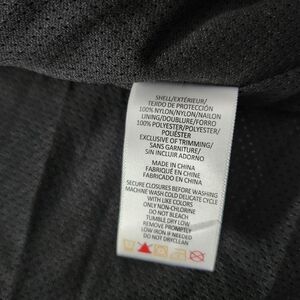 SHELL/EXTÉRIEUR/
TEJIDO DE PROTECCIÓN
100% NYLON/NYLON/NAILON
LINING/DOUBLURE/FORRO
100% POLYESTER/POLYESTER/
POLIÉSTER
EXCLUSIVE OF TRIMMING/
SANS GARNITURE/
SIN INCLUIR ADORNO
MADE IN CHINA
FABRIQUÉ EN CHINE
FABRICADO EN CHINA
SECURE CLOSURES BEFORE WASHING
MACHINE WASH COLD DELICATE CYCLE
WITH LIKE COLORS
ONLY NON-CHLORINE
DO NOT BLEACH
TUMBLE DRY LOW
REMOVE PROMPTLY
LOW IRON IF NEEDED
DO NOT DRYCLEAN